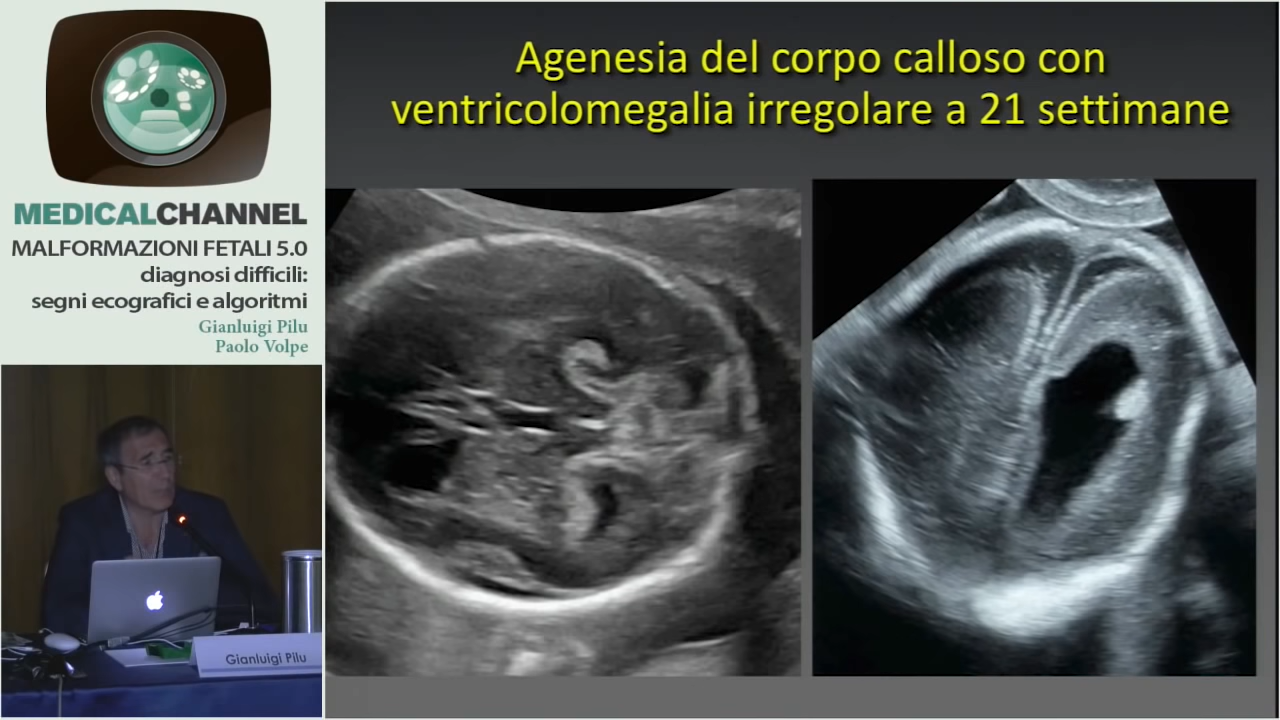 MEDICALCHANNEL
MALFORMAZIONI FETALI 5.0
diagnosi difficili:
segni ecografici e algoritmi
Gianluigi Pilu
Paolo Volpe
Agenesia del corpo calloso con
ventricolomegalia irregolare a 21 settimane
Gianluigi Pilu